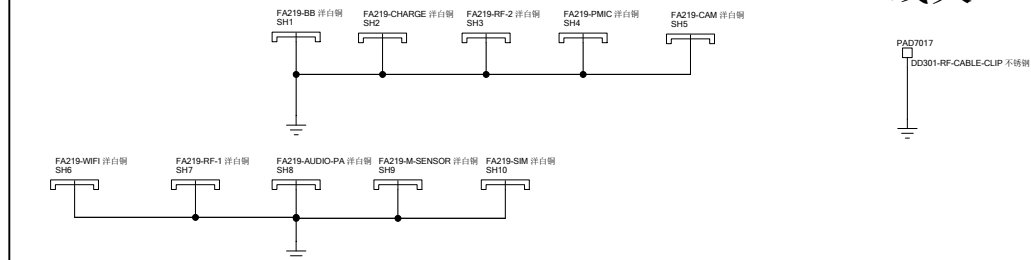 FA219-BB 洋白铜
SH1
FA219-CHARGE 洋白铜
SH2
FA219-RF-2 洋白铜
SH3
FA219-PMIC 洋白铜
SH4
FA219-CAM 洋白铜
SH5
PAD7017
DD301-RF-CABLE-CLIP 不锈钢
FA219-WIFI 洋白铜
SH6
FA219-RF-1 洋白铜
SH7
FA219-AUDIO-PA 洋白铜
SH8
FA219-M-SENSOR 洋白铜
SH9
FA219-SIM 洋白铜
SH10